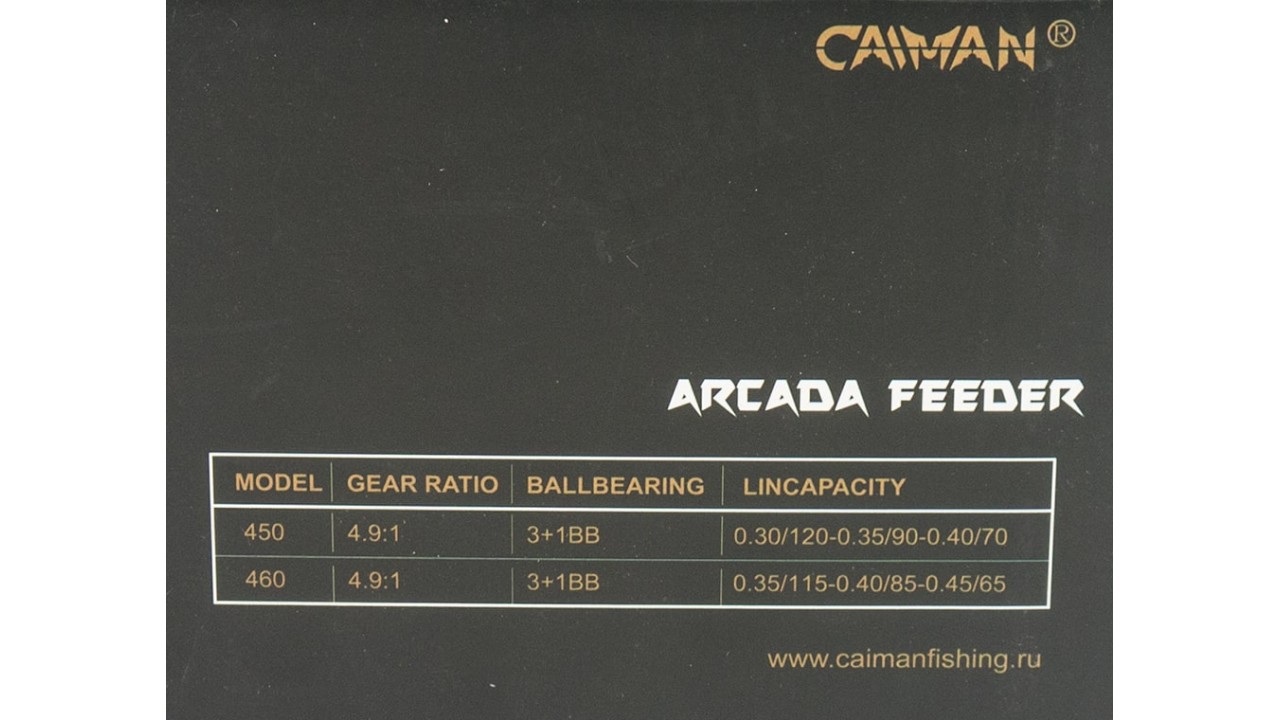 CAIMAN®
ARCADA FEEDER
MODEL GEAR RATIO BALLBEARING LINCAPACITY
450 4.9:1 3+1BB 0.30/120-0.35/90-0.40/70
460 4.9:1 3+1BB 0.35/115-0.40/85-0.45/65
www.caimanfishing.ru